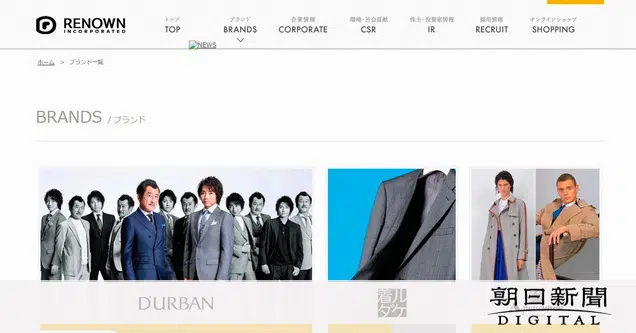 RENOWN
INCORPORATED
トップ
TOP
ブランド
BRANDS
企業情報
CORPORATE
環境・社会貢献
CSR
株主・投資家情報
IR
採用情報
RECRUIT
オンラインショップ
SHOPPING
NEWS
ホーム > ブランド一覧
BRANDS / ブランド
D'URBAN
着ルダケ
朝日新聞
DIGITAL